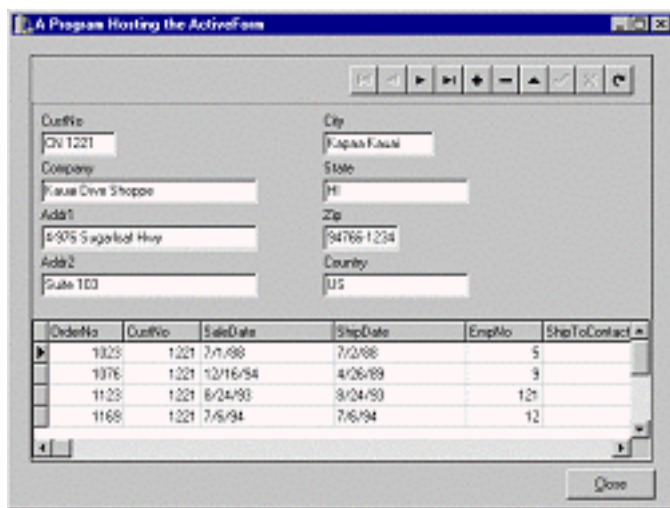 A Program Hosting the ActiveForm
CustNo
City
CN 1221
Kapaa Kauai
Company
State
Kauai Dive Shoppe
HI
Addr1
Zip
4-976 Sugarloaf Hwy
94766-1234
Addr2
Country
Suite 103
US
OrderNo CustNo SaleDate ShipDate EmpNo ShipToContact
1023 1221 7/1/88 7/2/88 5
1076 1221 12/16/94 4/26/89 9
1123 1221 8/24/93 8/24/93 121
1169 1221 7/6/94 7/6/94 12
Close